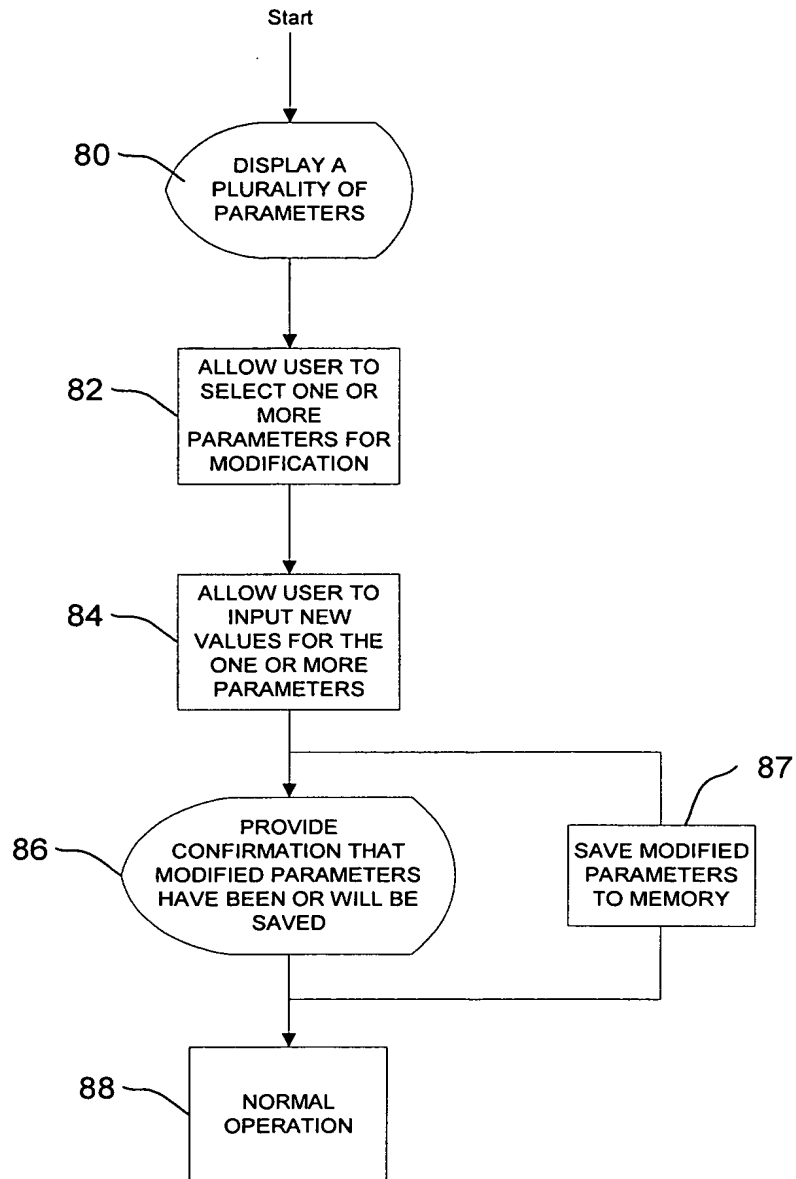 Start
80
DISPLAY A
PLURALITY OF
PARAMETERS
82
ALLOW USER TO
SELECT ONE OR
MORE
PARAMETERS FOR
MODIFICATION
84
ALLOW USER TO
INPUT NEW
VALUES FOR THE
ONE OR MORE
PARAMETERS
86
PROVIDE
CONFIRMATION THAT
MODIFIED PARAMETERS
HAVE BEEN OR WILL BE
SAVED
87
SAVE MODIFIED
PARAMETERS
TO MEMORY
88
NORMAL
OPERATION